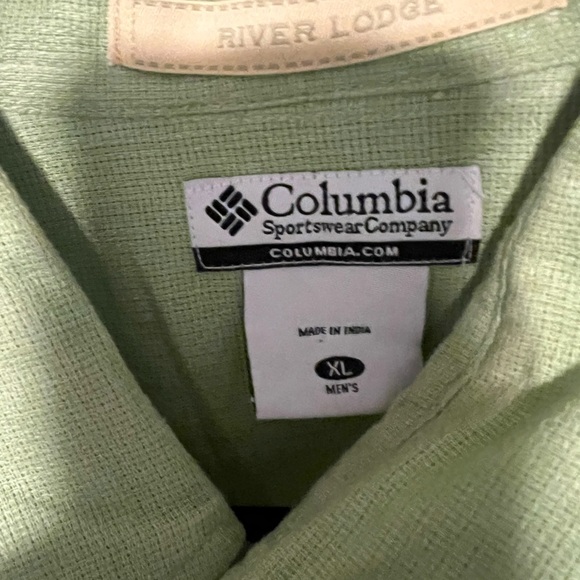 RIVER LODGE
Columbia
Sportswear Company
COLUMBIA.COM
MADE IN INDIA
XL
MEN'S